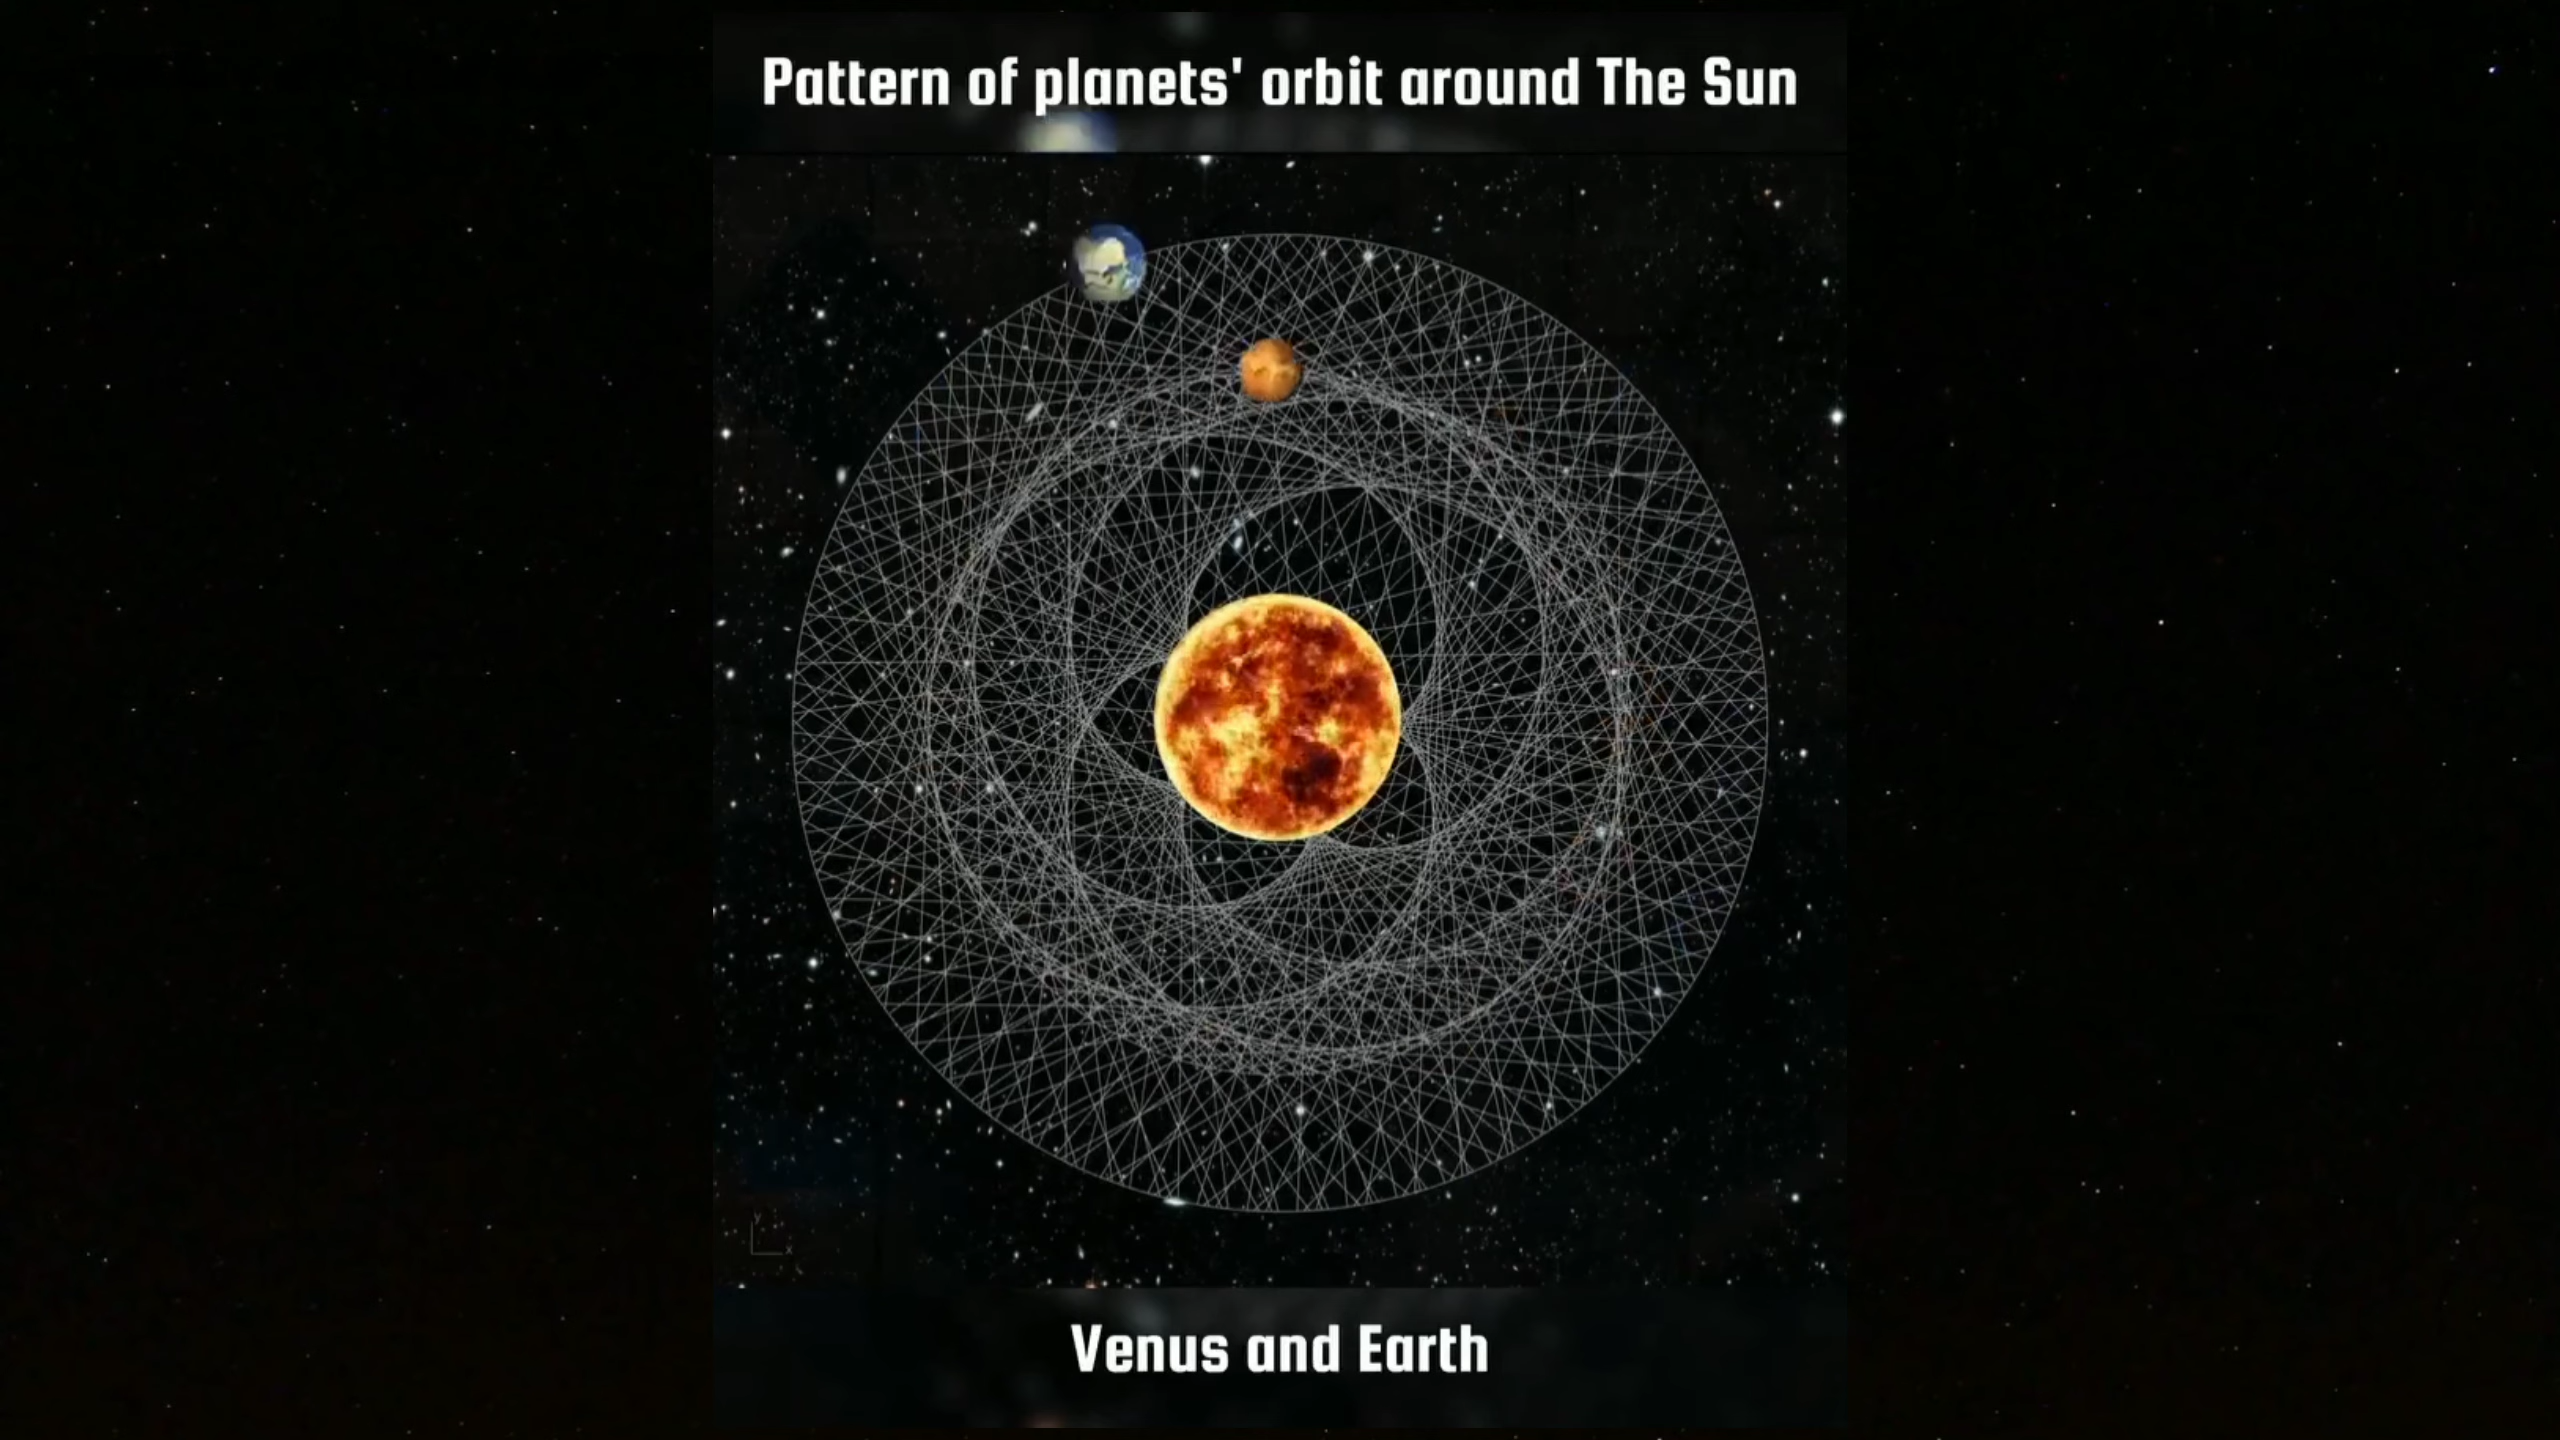 Pattern of planets' orbit around The Sun
Y
X
Venus and Earth